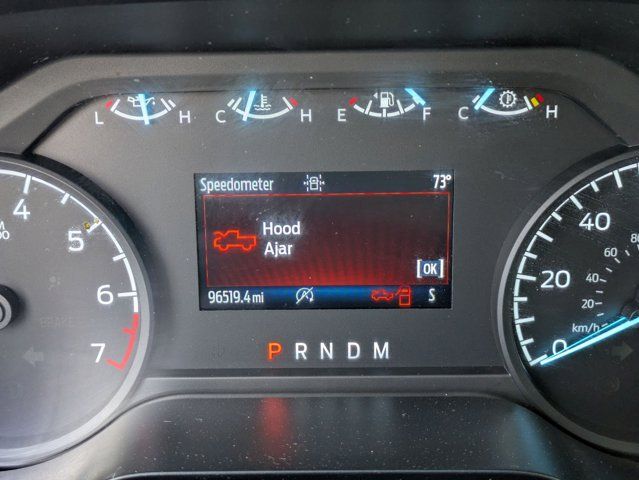 L H C H E F C H
Speedometer 73°
Hood
Ajar
OK
96519.4 mi S
P R N D M
4
5
6
7
40
20
0
60
40
20
km/h